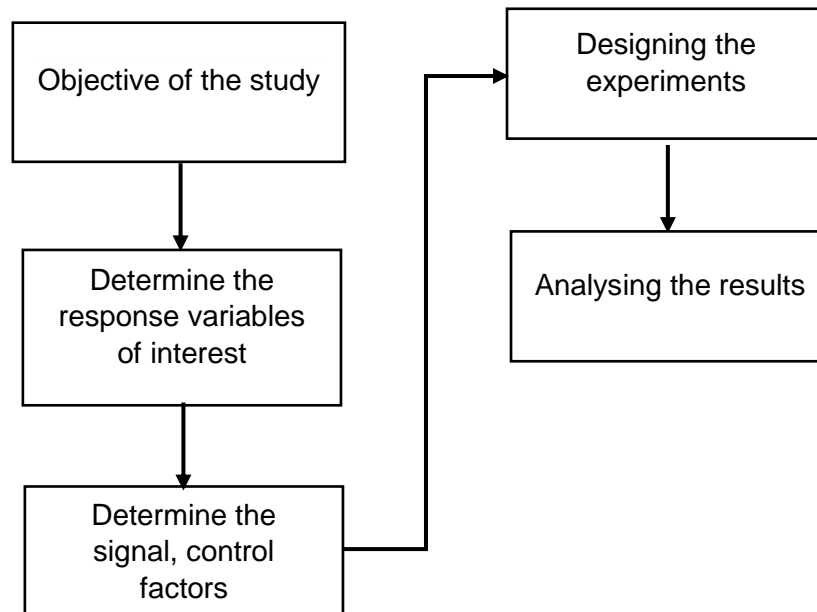 Objective of the study
Determine the
response variables
of interest
Determine the
signal, control
factors
Designing the
experiments
Analysing the results